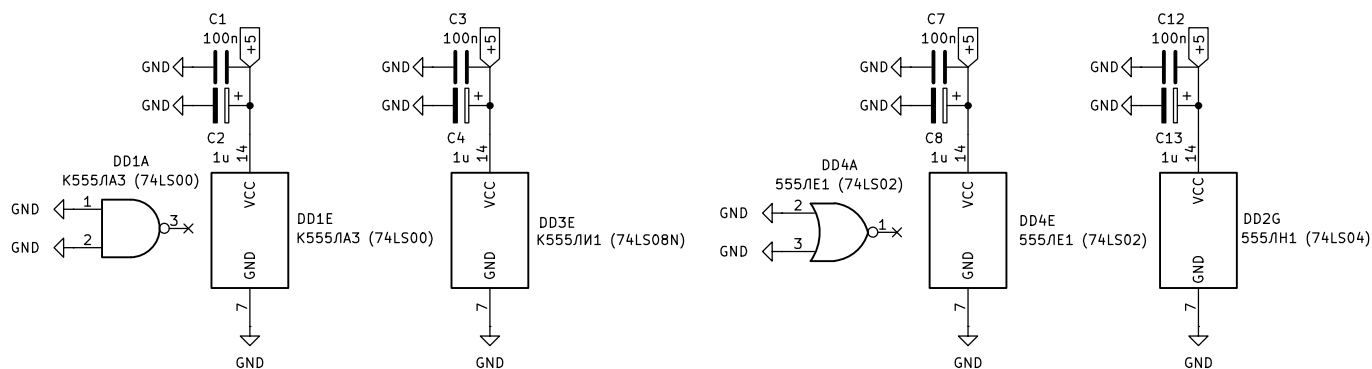 C1
100n
+5
GND
GND
+
C2
1u
14
DD1A
К555ЛА3 (74LS00)
GND
1
GND
2
3
VCC
GND
DD1E
К555ЛА3 (74LS00)
7
GND
C3
100n
+5
GND
GND
+
C4
1u
14
VCC
GND
DD3E
К555ЛИ1 (74LS08N)
7
GND
C7
100n
+5
GND
GND
+
C8
1u
14
DD4A
555ЛЕ1 (74LS02)
GND
2
GND
3
1
VCC
GND
DD4E
555ЛЕ1 (74LS02)
7
GND
C12
100n
+5
GND
GND
+
C13
1u
14
VCC
GND
DD2G
555ЛН1 (74LS04)
7
GND